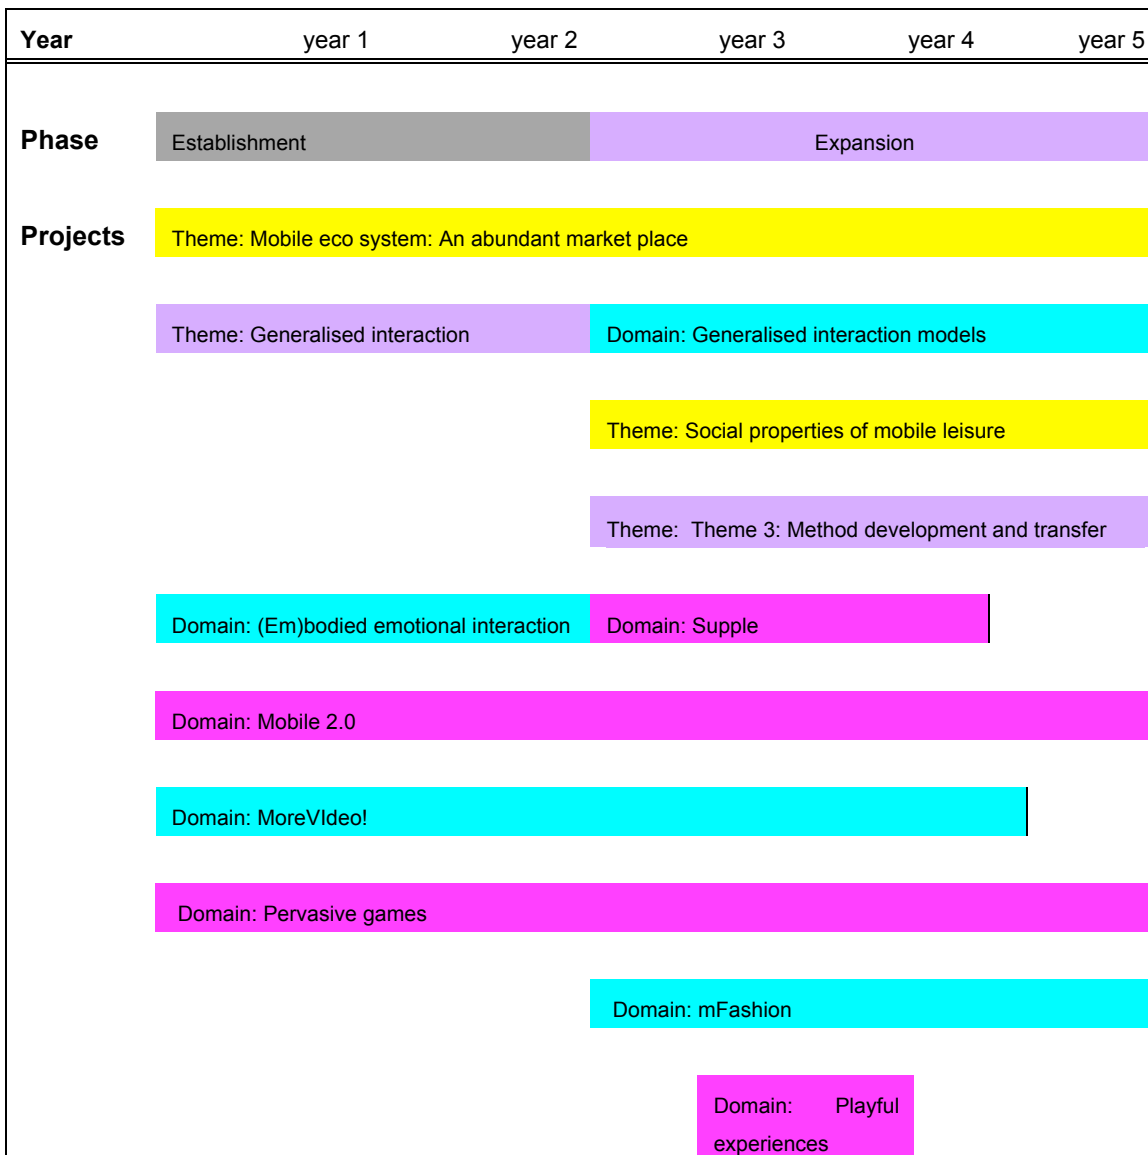 Year year 1 year 2 year 3 year 4 year 5
Phase Establishment Expansion
Projects Theme: Mobile eco system: An abundant market place
Theme: Generalised interaction Domain: Generalised interaction models
Theme: Social properties of mobile leisure
Theme: Theme 3: Method development and transfer
Domain: (Em)bodied emotional interaction Domain: Supple
Domain: Mobile 2.0
Domain: MoreVIdeo!
Domain: Pervasive games
Domain: mFashion
Domain: Playful
experiences